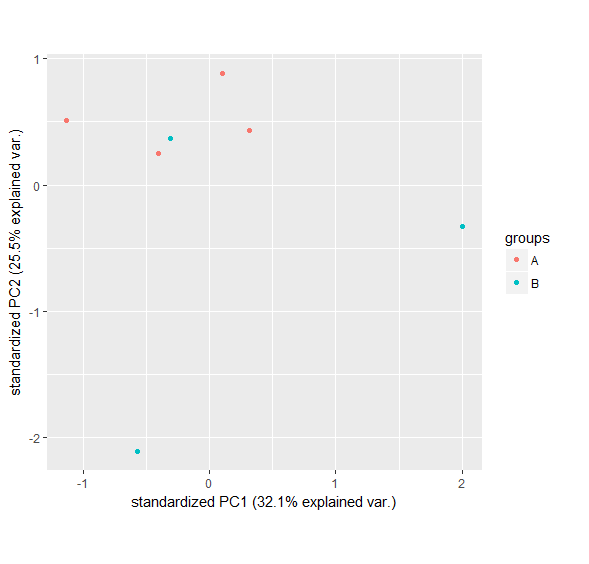 1
0
-1
-2
standardized PC2 (25.5% explained var.)
-1
0
1
2
standardized PC1 (32.1% explained var.)
groups
A
B